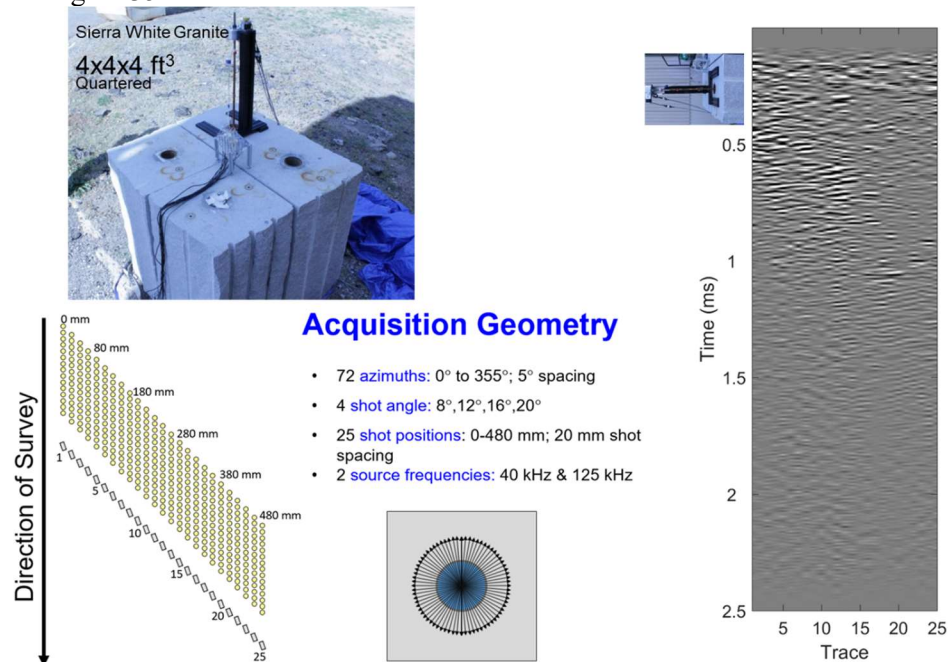 Sierra White Granite
4x4x4 ft³
Quartered
0 mm
80 mm
180 mm
280 mm
380 mm
480 mm
1
5
10
15
20
25
Direction of Survey
Acquisition Geometry
• 72 azimuths: 0° to 355°; 5° spacing
• 4 shot angle: 8°,12°,16°,20°
• 25 shot positions: 0-480 mm; 20 mm shot
spacing
• 2 source frequencies: 40 kHz & 125 kHz
0.5
1
1.5
2
2.5
Time (ms)
5 10 15 20 25
Trace